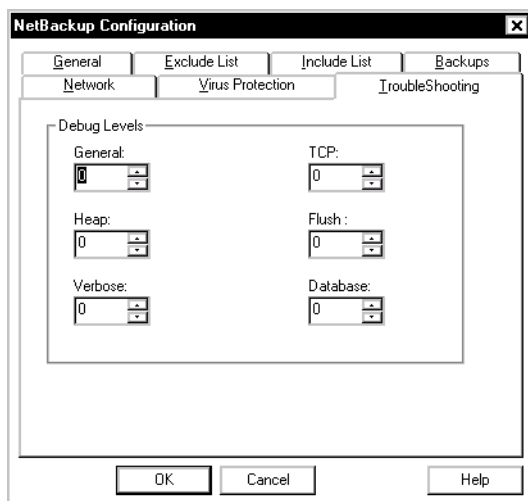 NetBackup Configuration
General Exclude List Include List Backups
Network Virus Protection TroubleShooting
Debug Levels
General: TCP:
0 0
Heap: Flush :
0 0
Verbose: Database:
0 0
OK Cancel Help